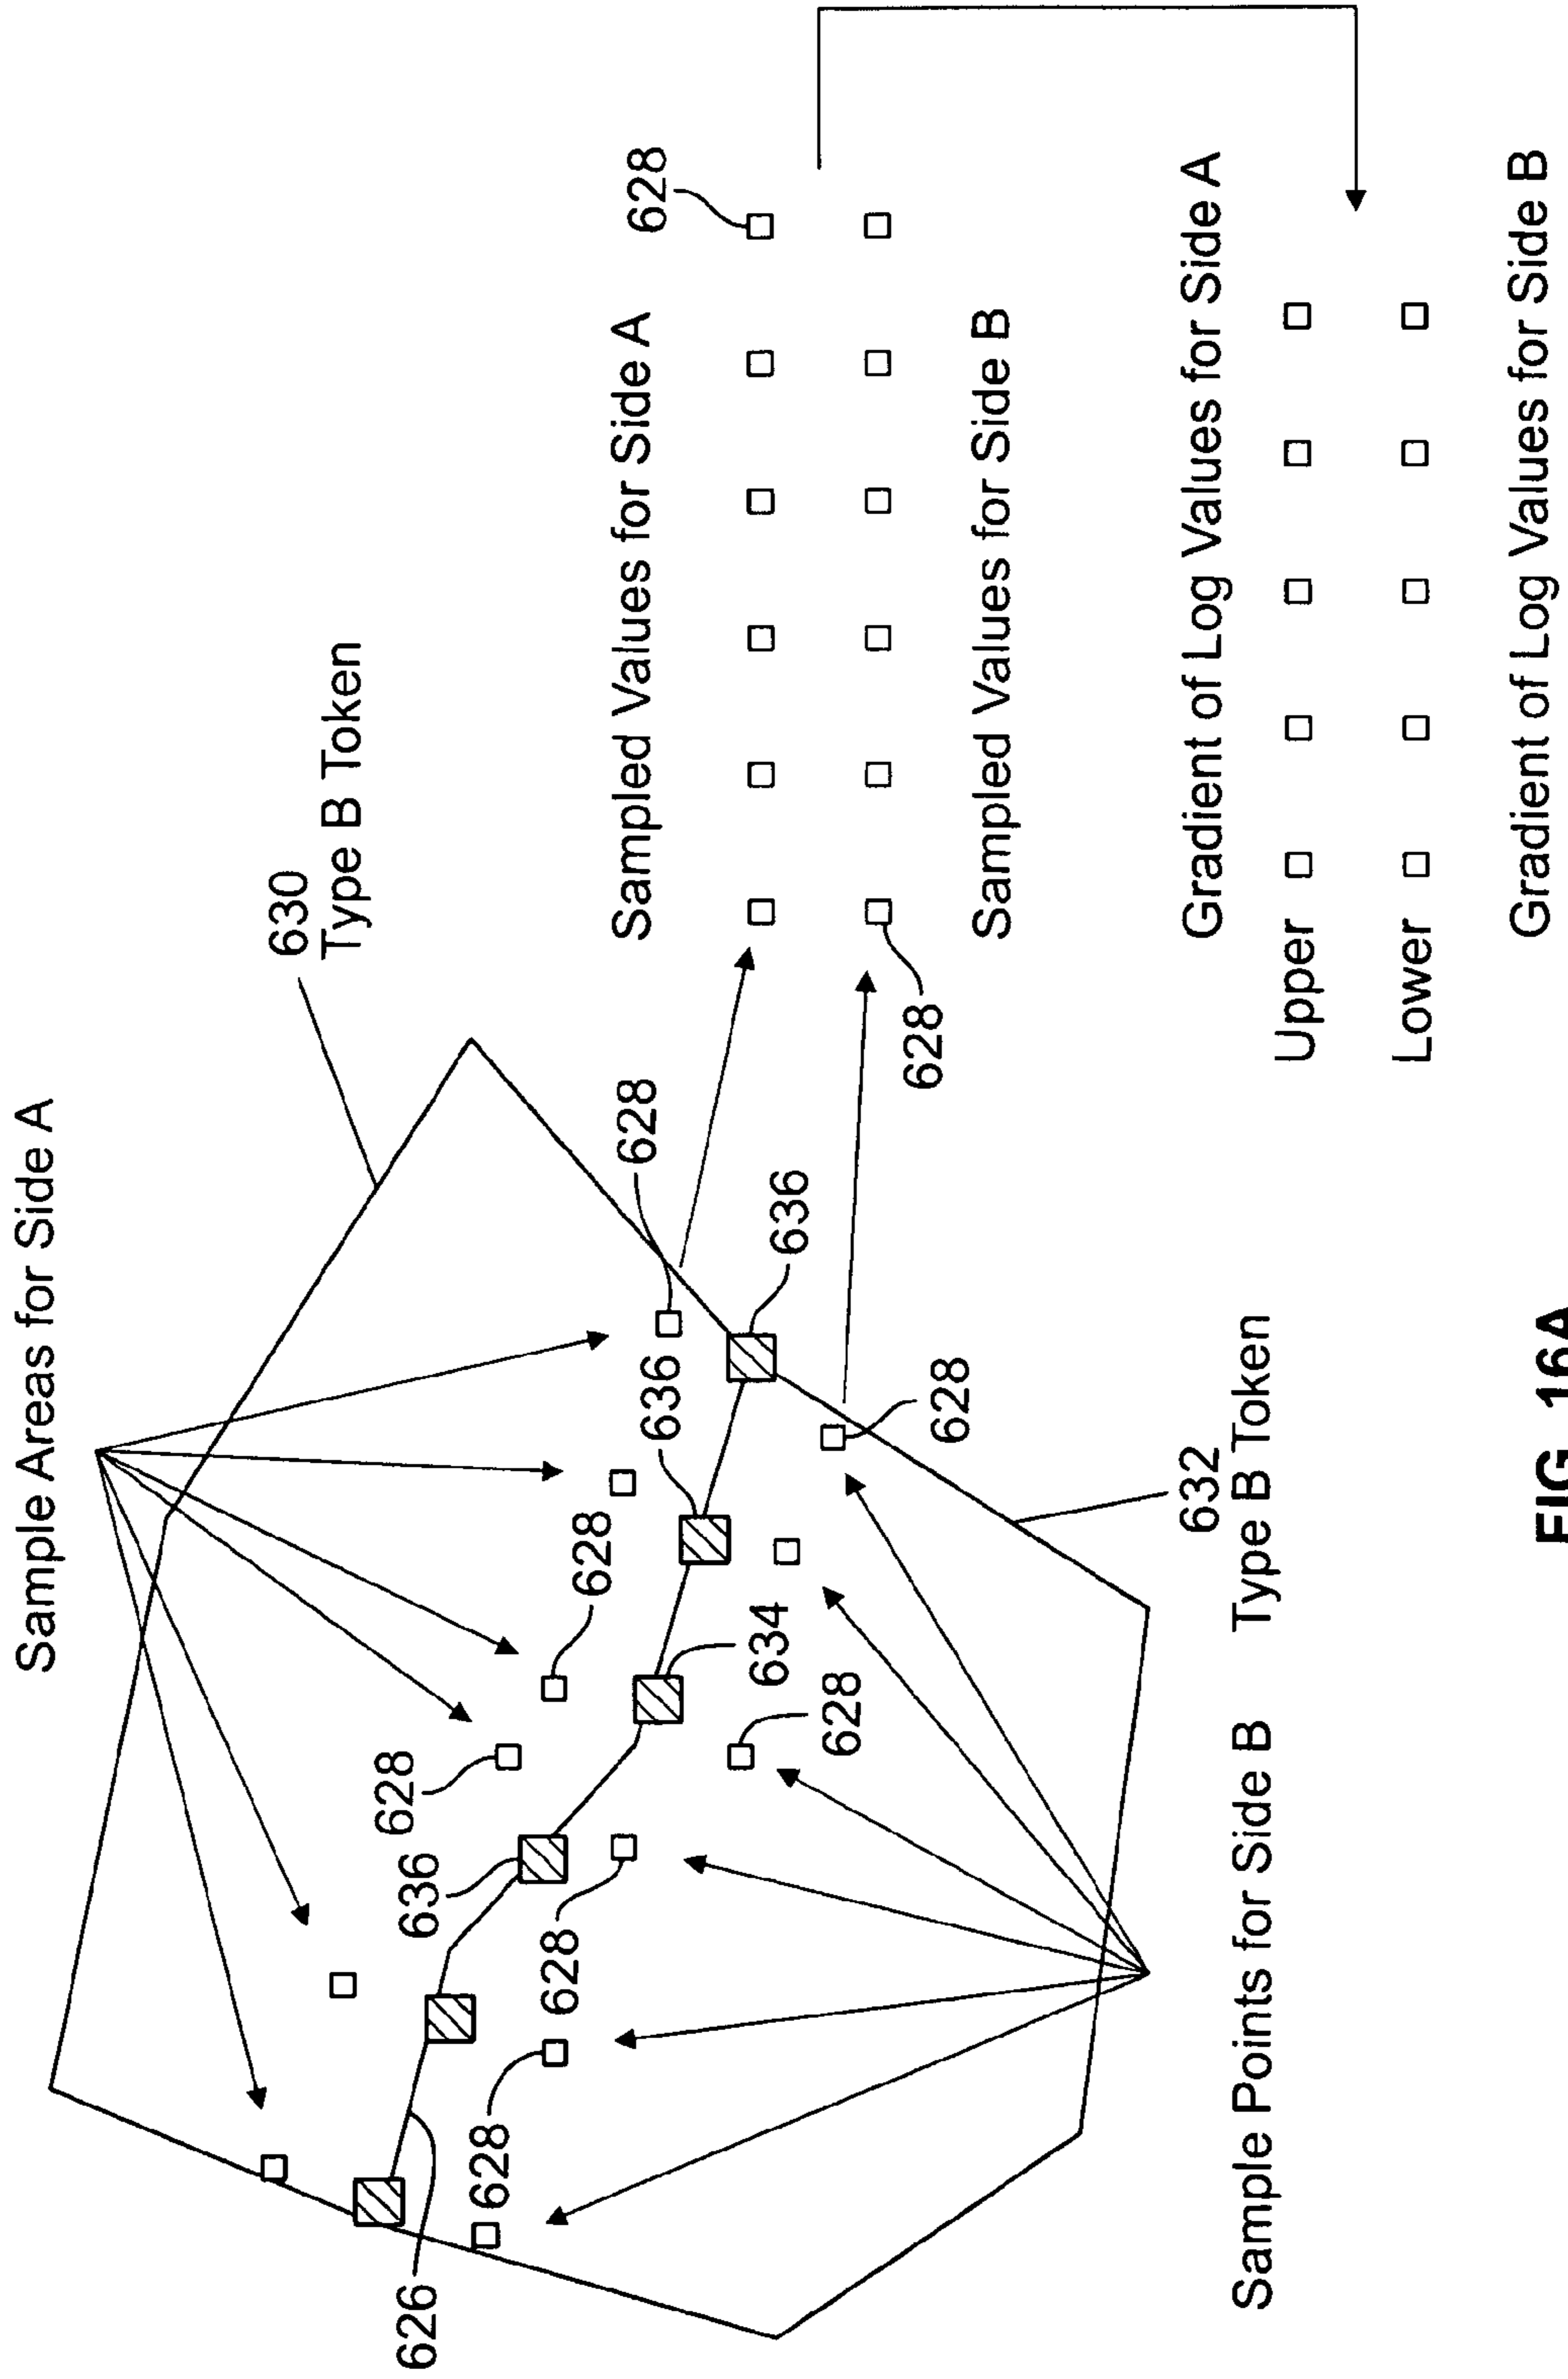 Sample Areas for Side A
630
Type B Token
628
636
636
628
628
636
634
628
628
628
628
628
626
632
Type B Token
Sample Points for Side B
Sampled Values for Side A
628
628
Sampled Values for Side B
Gradient of Log Values for Side A
Upper
Lower
Gradient of Log Values for Side B
FIG. 16A